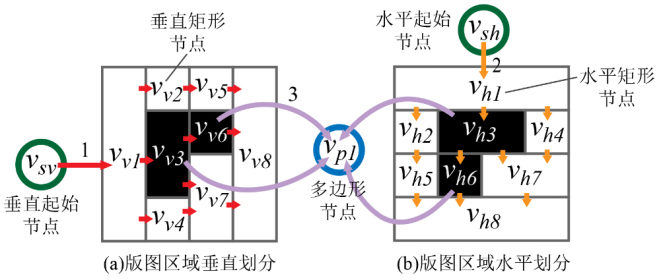 垂直矩形
节点
水平起始
节点
v_sh
2
v_h1
水平矩形
节点
v_v2
v_v5
3
v_v6
v_h2
v_h3
v_h4
1
v_sv
v_v1
v_v3
v_v8
v_p1
v_h5
v_h6
v_h7
垂直起始
节点
v_v7
多边形
节点
v_v4
v_h8
(a)版图区域垂直划分
(b)版图区域水平划分